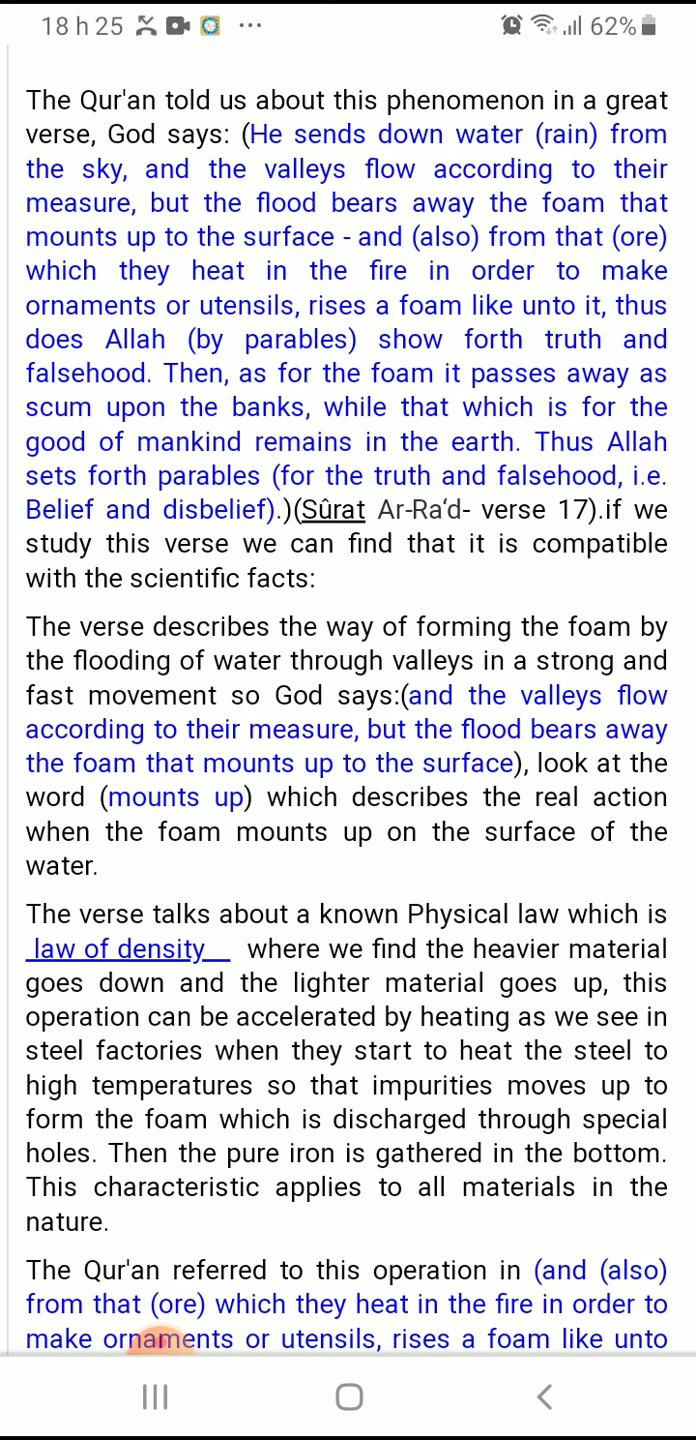 18 h 25 ... 62%
The Qur'an told us about this phenomenon in a great
verse, God says: (He sends down water (rain) from
the sky, and the valleys flow according to their
measure, but the flood bears away the foam that
mounts up to the surface - and (also) from that (ore)
which they heat in the fire in order to make
ornaments or utensils, rises a foam like unto it, thus
does Allah (by parables) show forth truth and
falsehood. Then, as for the foam it passes away as
scum upon the banks, while that which is for the
good of mankind remains in the earth. Thus Allah
sets forth parables (for the truth and falsehood, i.e.
Belief and disbelief).)(Sûrat Ar-Ra‘d- verse 17).if we
study this verse we can find that it is compatible
with the scientific facts:
The verse describes the way of forming the foam by
the flooding of water through valleys in a strong and
fast movement so God says:(and the valleys flow
according to their measure, but the flood bears away
the foam that mounts up to the surface), look at the
word (mounts up) which describes the real action
when the foam mounts up on the surface of the
water.
The verse talks about a known Physical law which is
law of density where we find the heavier material
goes down and the lighter material goes up, this
operation can be accelerated by heating as we see in
steel factories when they start to heat the steel to
high temperatures so that impurities moves up to
form the foam which is discharged through special
holes. Then the pure iron is gathered in the bottom.
This characteristic applies to all materials in the
nature.
The Qur'an referred to this operation in (and (also)
from that (ore) which they heat in the fire in order to
make ornaments or utensils, rises a foam like unto